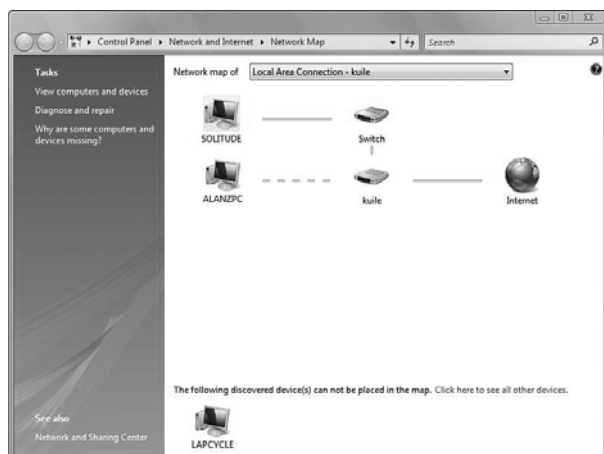 Control Panel ▸ Network and Internet ▸ Network Map
Search
Tasks
View computers and devices
Diagnose and repair
Why are some computers and
devices missing?
Network map of
Local Area Connection - kuile
SOLITUDE
Switch
ALANZPC
kuile
Internet
The following discovered device(s) can not be placed in the map. Click here to see all other devices.
LAPCYCLE
See also
Network and Sharing Center